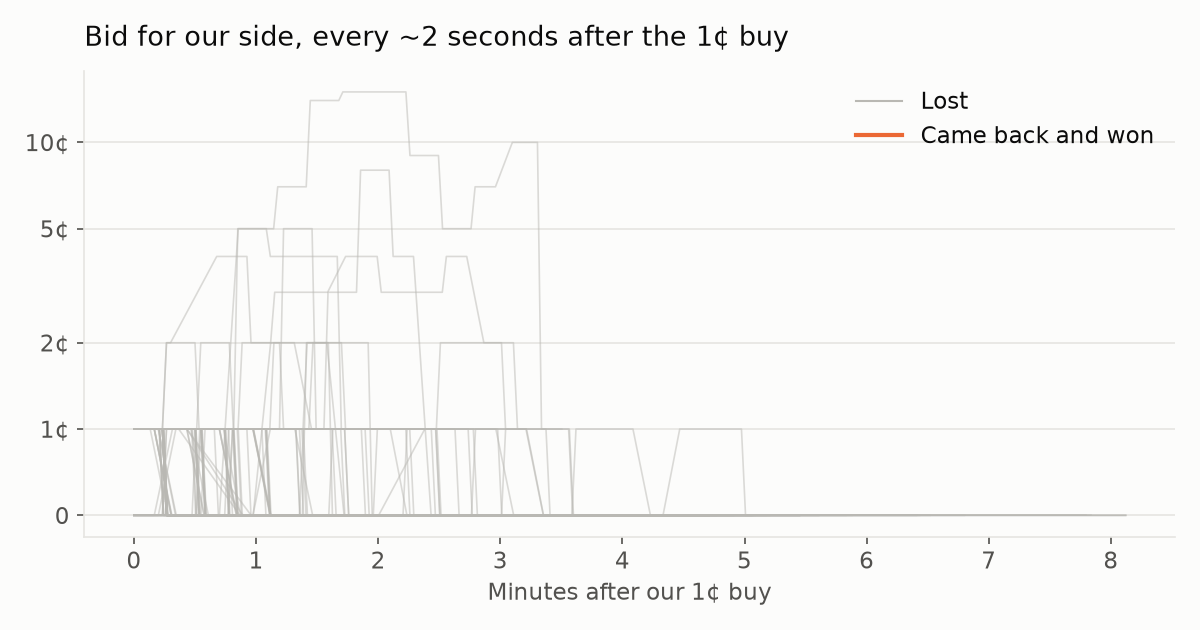 Bid for our side, every ~2 seconds after the 1¢ buy
Lost
Came back and won
10¢
5¢
2¢
1¢
0
0 1 2 3 4 5 6 7 8
Minutes after our 1¢ buy